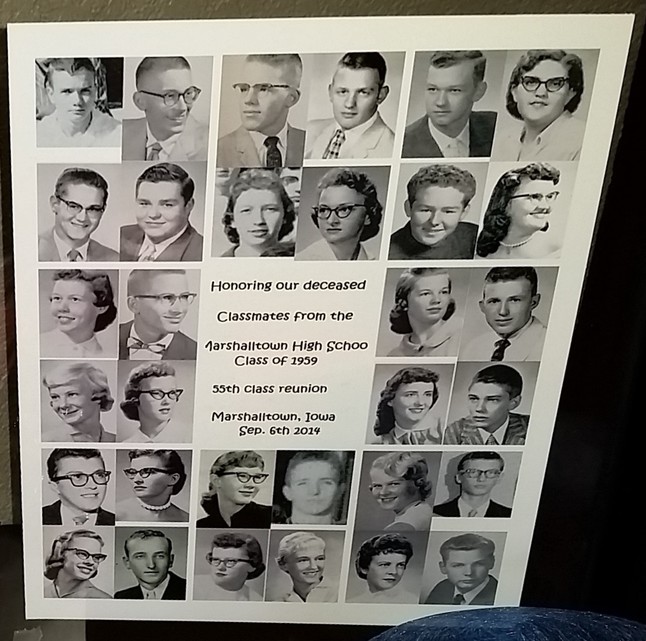 Honoring our deceased
Classmates from the
Marshalltown High Schoo
Class of 1959
55th class reunion
Marshalltown, Iowa
Sep. 6th 2014